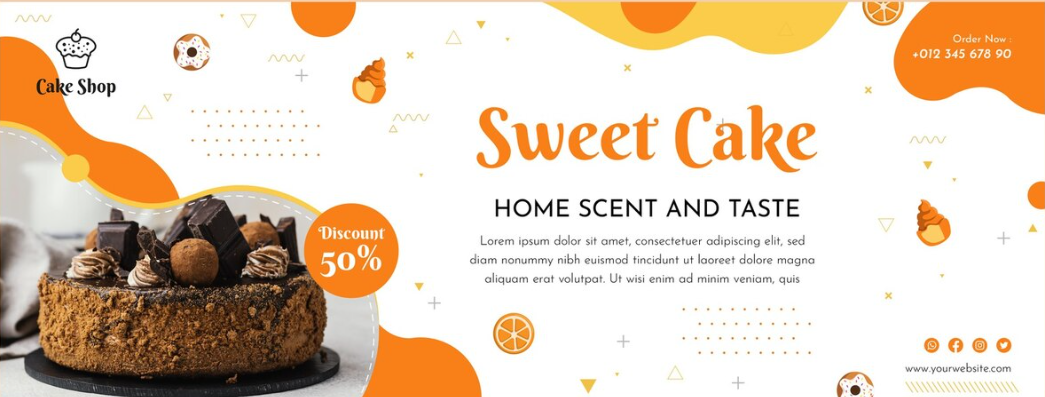 Cake Shop
Order Now :
+012 345 678 90
Sweet Cake
HOME SCENT AND TASTE
Lorem ipsum dolor sit amet, consectetuer adipiscing elit, sed
diam nonummy nibh euismod tincidunt ut laoreet dolore magna
aliquam erat volutpat. Ut wisi enim ad minim veniam, quis
Discount
50%
www.yourwebsite.com